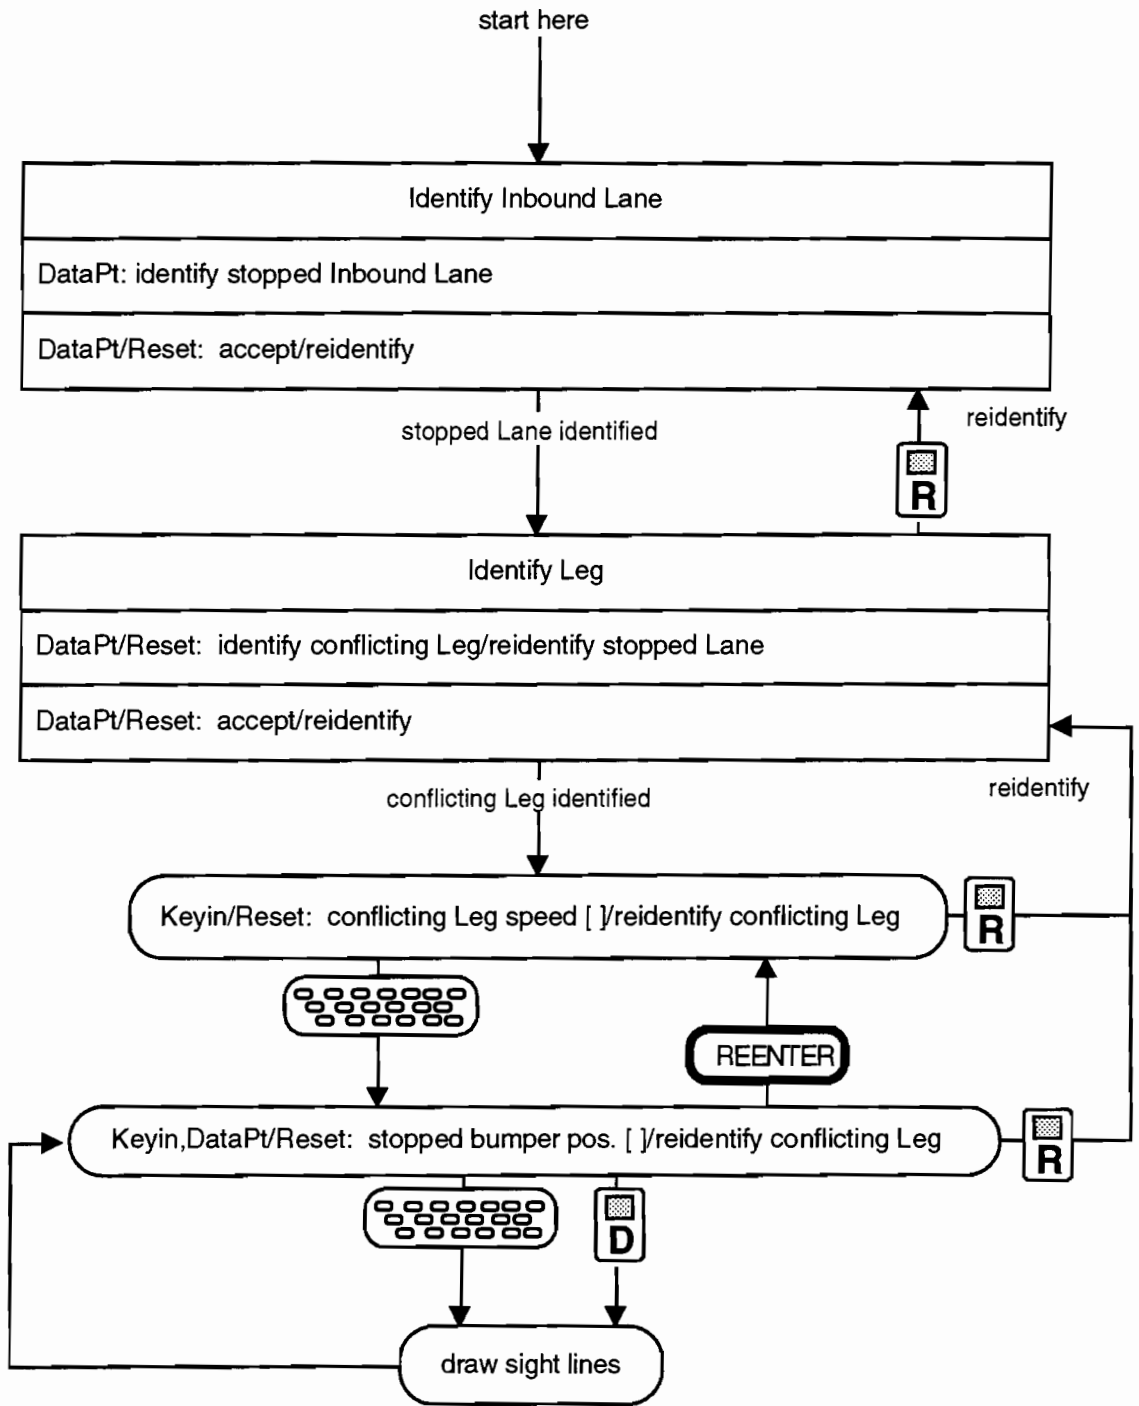 start here
Identify Inbound Lane
DataPt: identify stopped Inbound Lane
DataPt/Reset: accept/reidentify
stopped Lane identified
reidentify
R
Identify Leg
DataPt/Reset: identify conflicting Leg/reidentify stopped Lane
DataPt/Reset: accept/reidentify
conflicting Leg identified
reidentify
Keyin/Reset: conflicting Leg speed [ ]/reidentify conflicting Leg
R
REENTER
Keyin,DataPt/Reset: stopped bumper pos. [ ]/reidentify conflicting Leg
R
D
draw sight lines